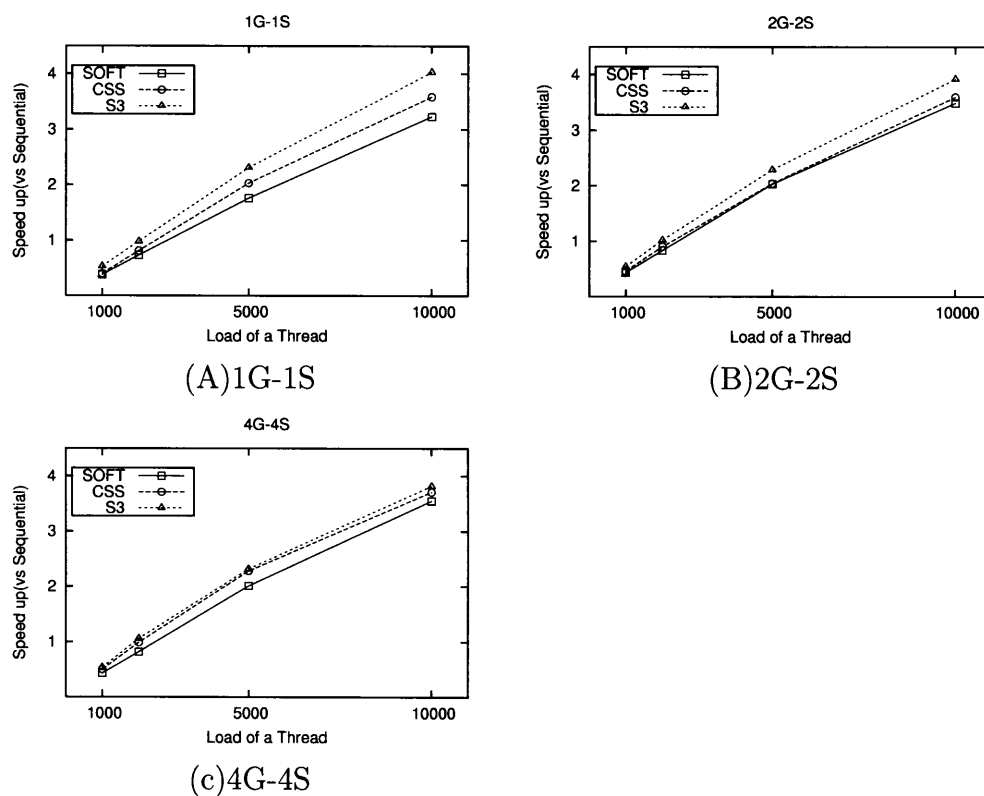 1G-1S
Speed up(vs Sequential)
4
3
2
1
SOFT
CSS
S3
1000
5000
10000
Load of a Thread
(A)1G-1S
2G-2S
Speed up(vs Sequential)
4
3
2
1
SOFT
CSS
S3
1000
5000
10000
Load of a Thread
(B)2G-2S
4G-4S
Speed up(vs Sequential)
4
3
2
1
SOFT
CSS
S3
1000
5000
10000
Load of a Thread
(c)4G-4S